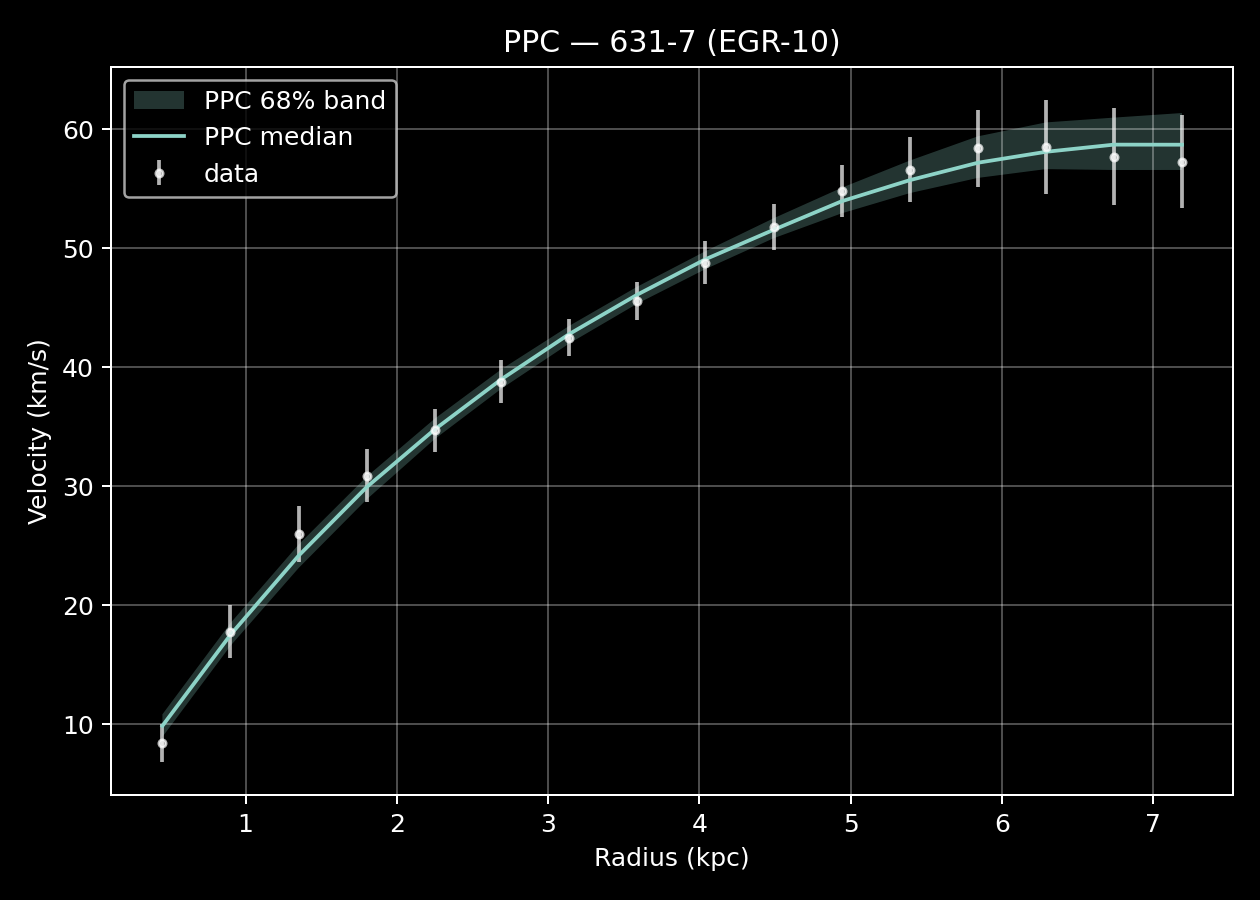 PPC — 631-7 (EGR-10)
PPC 68% band
PPC median
data
60
50
40
30
20
10
Velocity (km/s)
1 2 3 4 5 6 7
Radius (kpc)